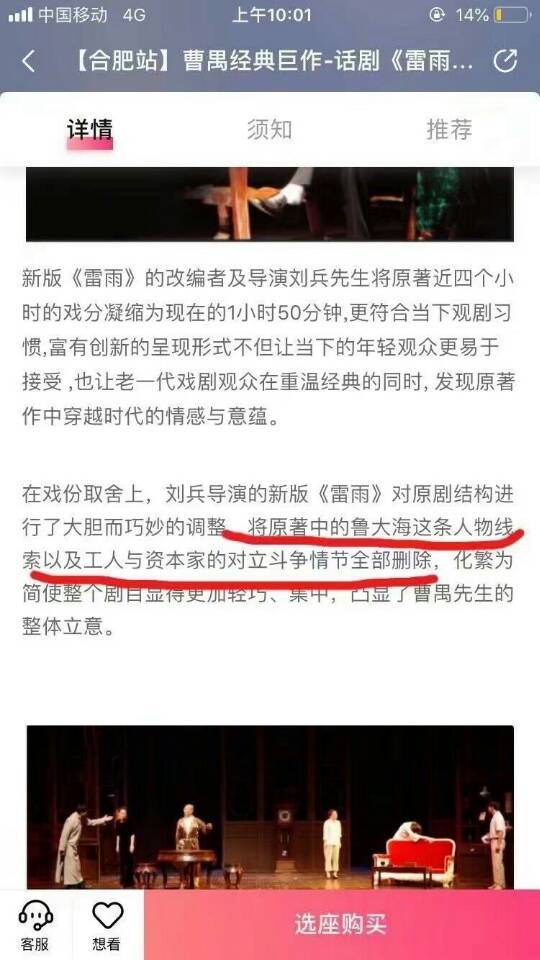 中国移动 4G 上午10:01 14%
【合肥站】曹禺经典巨作-话剧《雷雨...
详情 须知 推荐
新版《雷雨》的改编者及导演刘兵先生将原著近四个小
时的戏分凝缩为现在的1小时50分钟,更符合当下观剧习
惯,富有创新的呈现形式不但让当下的年轻观众更易于
接受 ,也让老一代戏剧观众在重温经典的同时, 发现原著
作中穿越时代的情感与意蕴。
在戏份取舍上，刘兵导演的新版《雷雨》对原剧结构进
行了大胆而巧妙的调整，将原著中的鲁大海这条人物线
索以及工人与资本家的对立斗争情节全部删除，化繁为
简使整个剧目显得更加轻巧、集中，凸显了曹禺先生的
整体立意。
客服 想看 选座购买